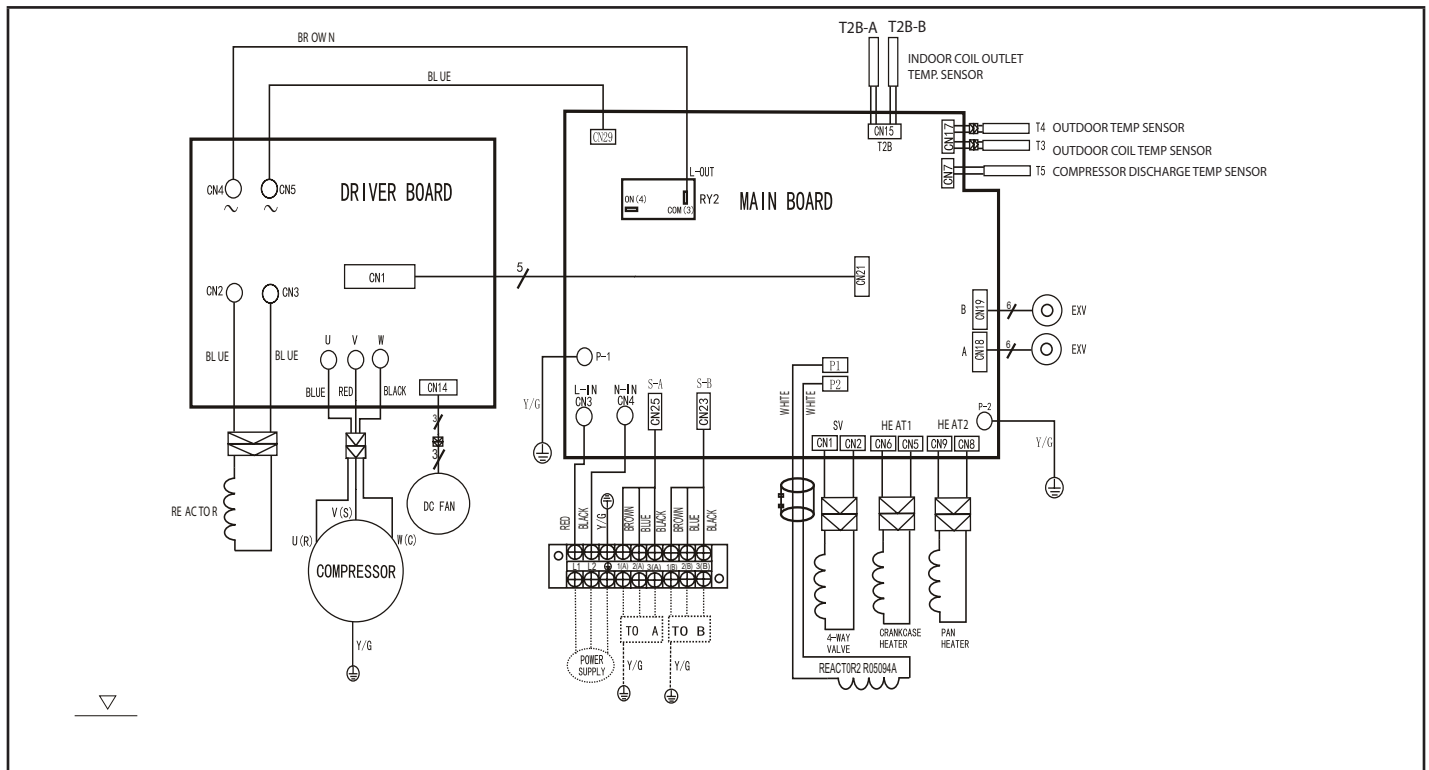 T2B-A T2B-B
BROWN
INDOOR COIL OUTLET
TEMP. SENSOR
BLUE
CN29
CN15
T2B
CN17
T4 OUTDOOR TEMP SENSOR
T3 OUTDOOR COIL TEMP SENSOR
CN7
T5 COMPRESSOR DISCHARGE TEMP SENSOR
L-OUT
CN4
CN5
DRIVER BOARD
ON(4)
COM(3)
RY2
MAIN BOARD
CN1
5
CN21
CN2
CN3
B
CN19
6
EXV
A
CN18
6
EXV
U V W
BLUE
BLUE
P-1
P1
P2
BLUE
RED
BLACK
CN14
Y/G
L-IN
CN3
N-IN
CN4
S-A
CN25
S-B
CN23
WHITE
WHITE
P-2
3
3
SV
HEAT1
HEAT2
CN1
CN2
CN6
CN5
CN9
CN8
Y/G
REACTOR
DC FAN
V(S)
U(R)
W(C)
COMPRESSOR
RED
BLACK
Y/G
BROWN
BLUE
BLACK
BROWN
BLUE
BLACK
L1 L2 1(A) 2(A) 3(A) 1(B) 2(B) 3(B)
TO A
TO B
Y/G
POWER
SUPPLY
Y/G
Y/G
4-WAY
VALVE
CRANKCASE
HEATER
PAN
HEATER
REACTOR2 R05094A